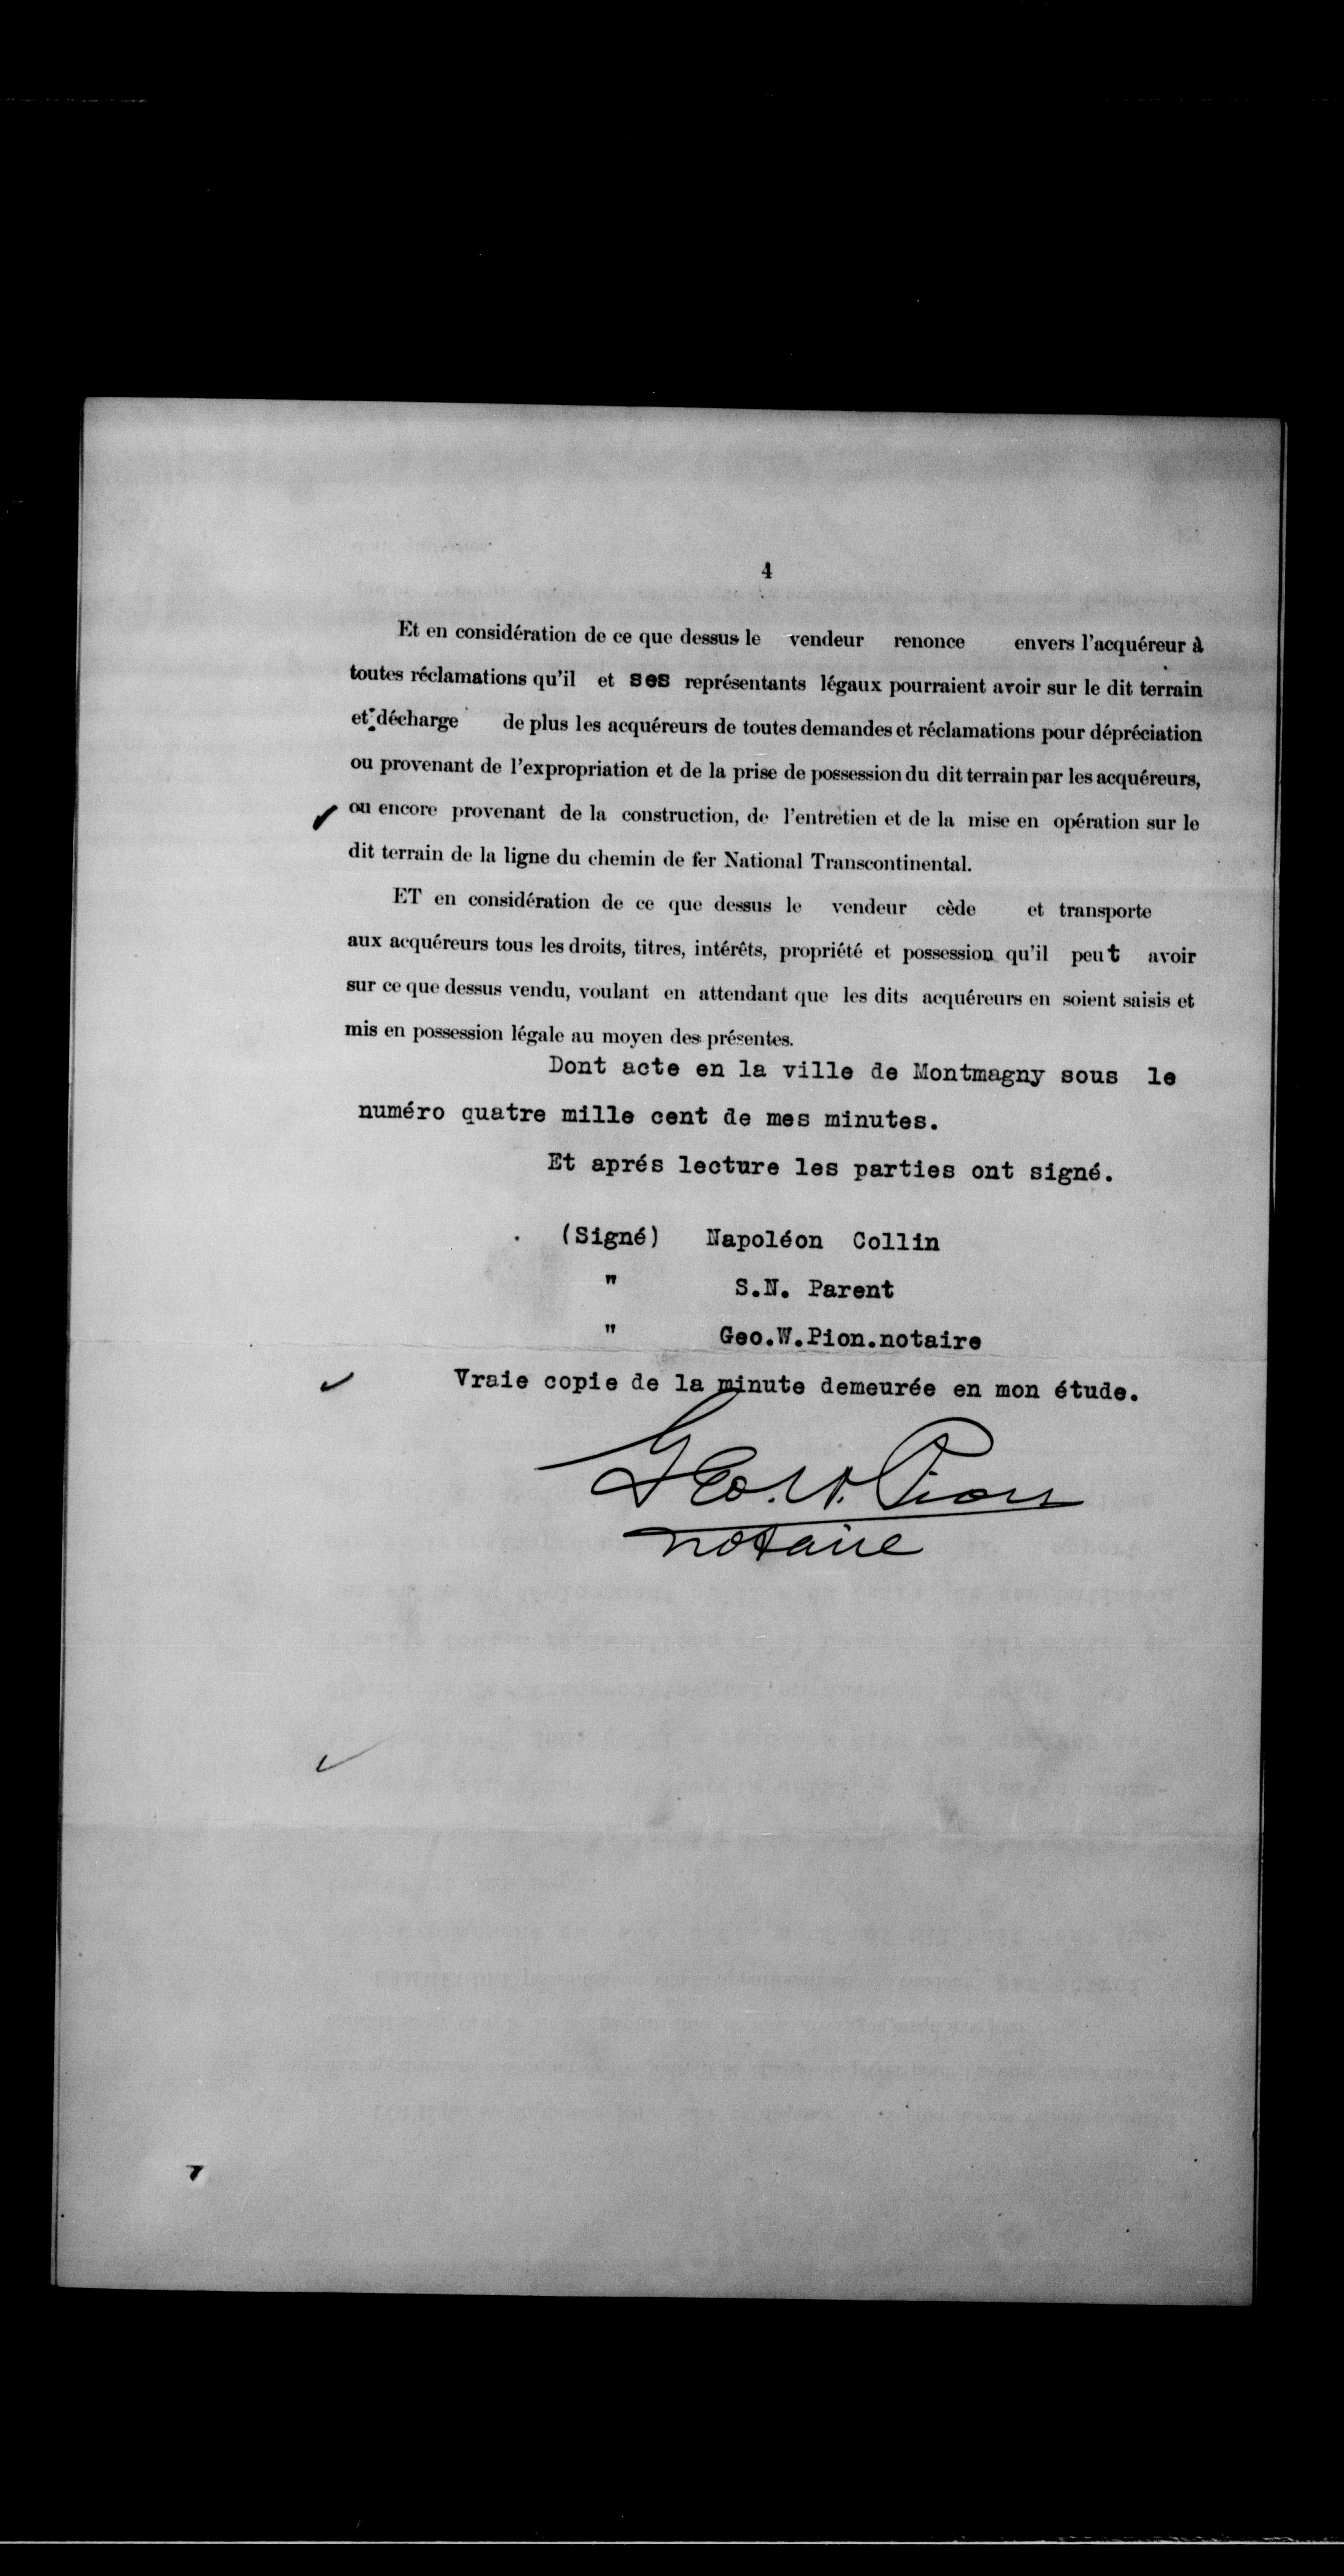 4
Et en considération de ce que dessus le vendeur renonce envers l'acquéreur à
toutes réclamations qu'il et ses représentants légaux pourraient avoir sur le dit terrain
et décharge de plus les acquéreurs de toutes demandes et réclamations pour dépréciation
ou provenant de l'expropriation et de la prise de possession du dit terrain par les acquéreurs,
ou encore provenant de la construction, de l'entretien et de la mise en opération sur le
dit terrain de la ligne du chemin de fer National Transcontinental.
ET en considération de ce que dessus le vendeur cède et transporte
aux acquéreurs tous les droits, titres, intérêts, propriété et possession qu'il peut avoir
sur ce que dessus vendu, voulant en attendant que les dits acquéreurs en soient saisis et
mis en possession légale au moyen des présentes.
Dont acte en la ville de Montmagny sous le
numéro quatre mille cent de mes minutes.
Et aprés lecture les parties ont signé.
(Signé) Napoléon Collin
" S.N. Parent
" Geo.W.Pion.notaire
Vraie copie de la minute demeurée en mon étude.
Geo. W. Pion
notaire